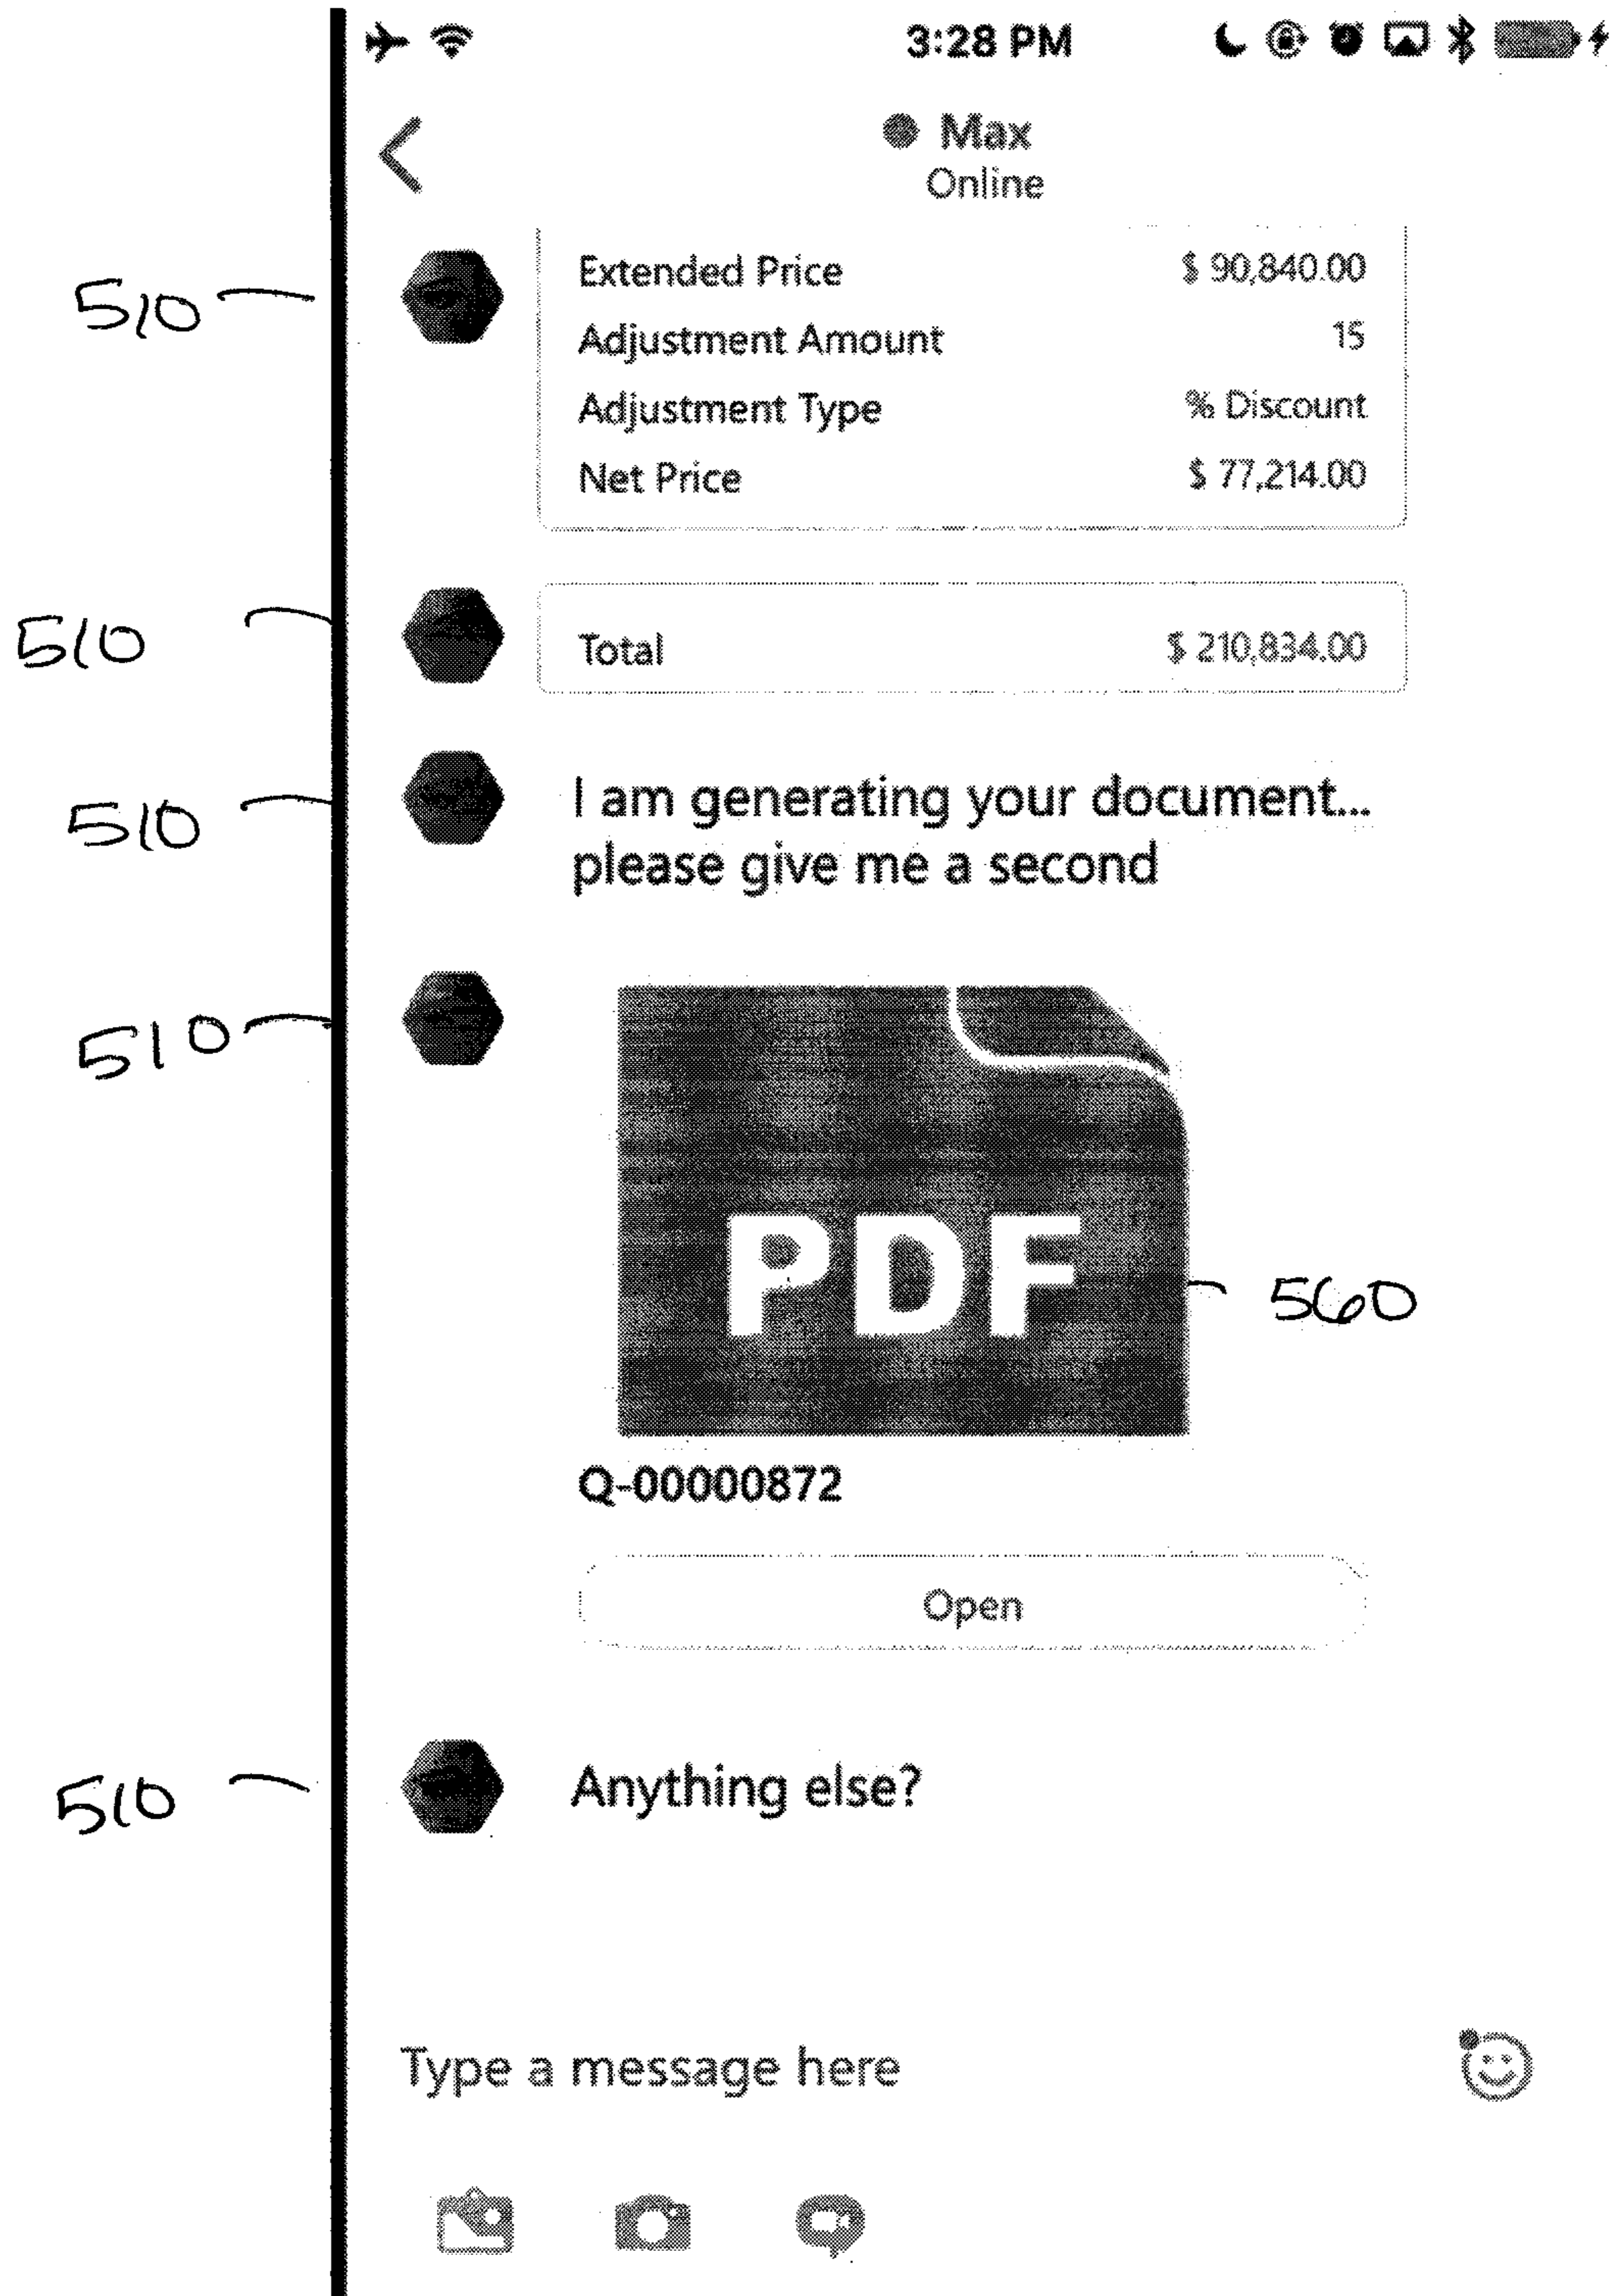 3:28 PM
Max
Online
510
Extended Price $ 90,840.00
Adjustment Amount 15
Adjustment Type % Discount
Net Price $ 77,214.00
510
Total $ 210,834.00
510
I am generating your document...
please give me a second
510
PDF
560
Q-00000872
Open
510
Anything else?
Type a message here